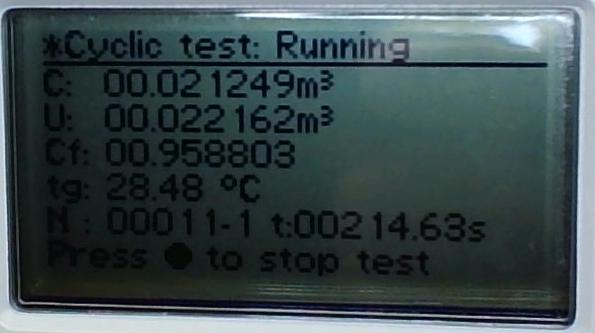 *Cyclic test: Running
C: 00.021249m³
U: 00.022162m³
Cf: 00.958803
tg: 28.48 °C
N : 00011-1 t:00214.63s
Press ● to stop test